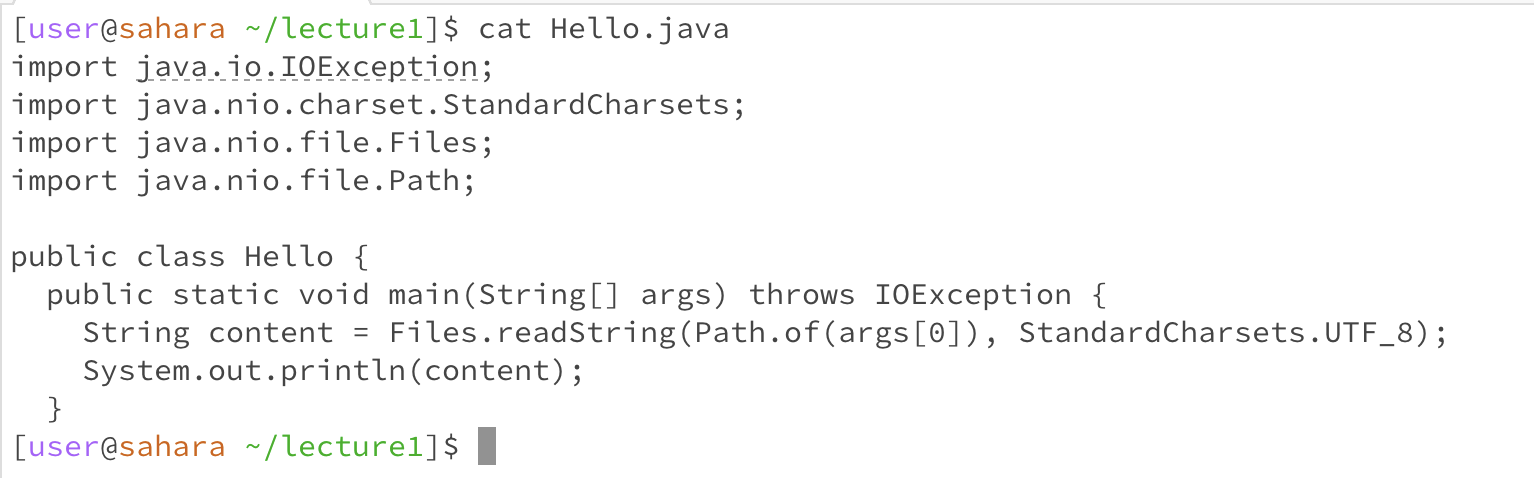 [user@sahara ~/lecture1]$ cat Hello.java
import java.io.IOException;
import java.nio.charset.StandardCharsets;
import java.nio.file.Files;
import java.nio.file.Path;

public class Hello {
  public static void main(String[] args) throws IOException {
    String content = Files.readString(Path.of(args[0]), StandardCharsets.UTF_8);
    System.out.println(content);
  }
[user@sahara ~/lecture1]$